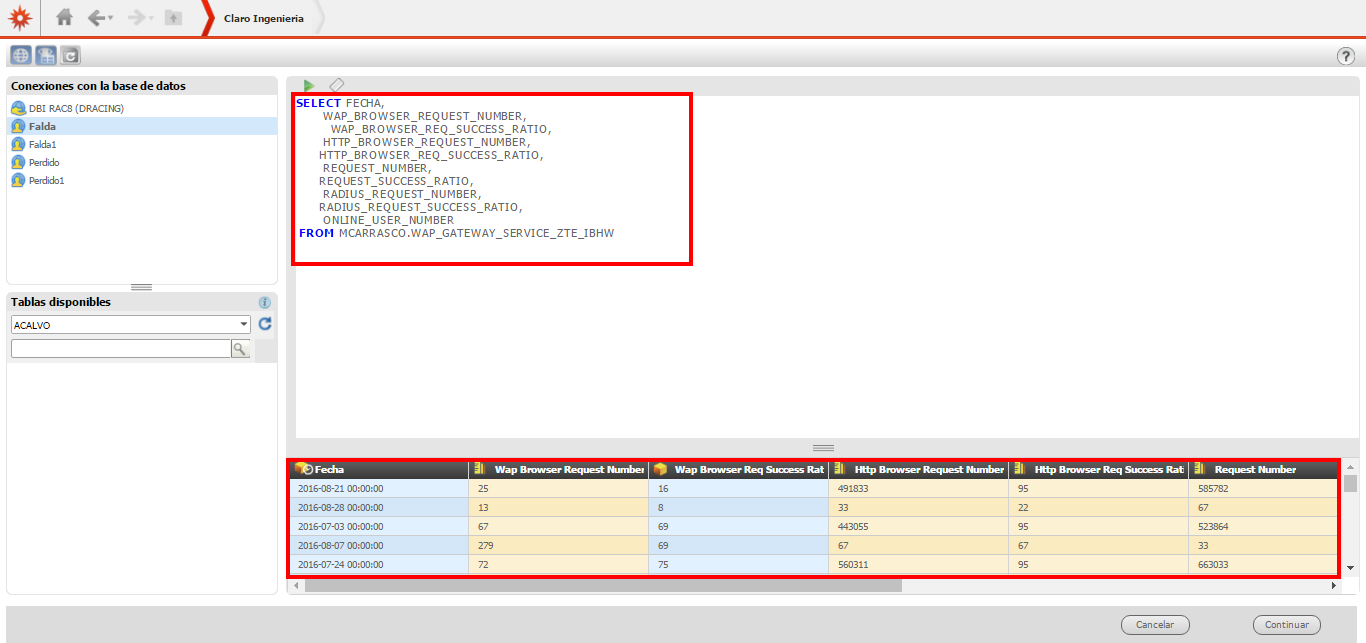 Claro Ingenieria
?
Conexiones con la base de datos
DBI RAC8 (DRACING)
Falda
Falda1
Perdido
Perdido1
Tablas disponibles
i
ACALVO
SELECT FECHA,
WAP_BROWSER_REQUEST_NUMBER,
WAP_BROWSER_REQ_SUCCESS_RATIO,
HTTP_BROWSER_REQUEST_NUMBER,
HTTP_BROWSER_REQ_SUCCESS_RATIO,
REQUEST_NUMBER,
REQUEST_SUCCESS_RATIO,
RADIUS_REQUEST_NUMBER,
RADIUS_REQUEST_SUCCESS_RATIO,
ONLINE_USER_NUMBER
FROM MCARRASCO.WAP_GATEWAY_SERVICE_ZTE_IBHW
Fecha Wap Browser Request Number Wap Browser Req Success Rat Http Browser Request Number Http Browser Req Success Rati Request Number
2016-08-21 00:00:00 25 16 491833 95 585782
2016-08-28 00:00:00 13 8 33 22 67
2016-07-03 00:00:00 67 69 443055 95 523864
2016-08-07 00:00:00 279 69 67 67 33
2016-07-24 00:00:00 72 75 560311 95 663033
Cancelar Continuar